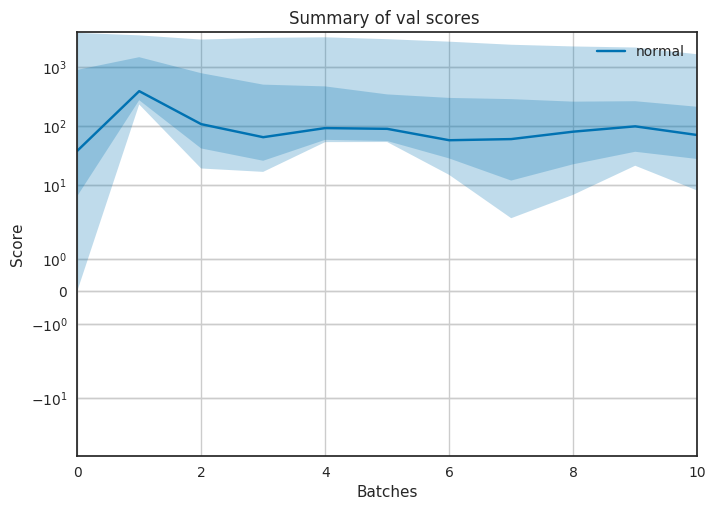 Summary of val scores
normal
10³
10²
10¹
10⁰
0
−10⁰
−10¹
Score
0 2 4 6 8 10
Batches